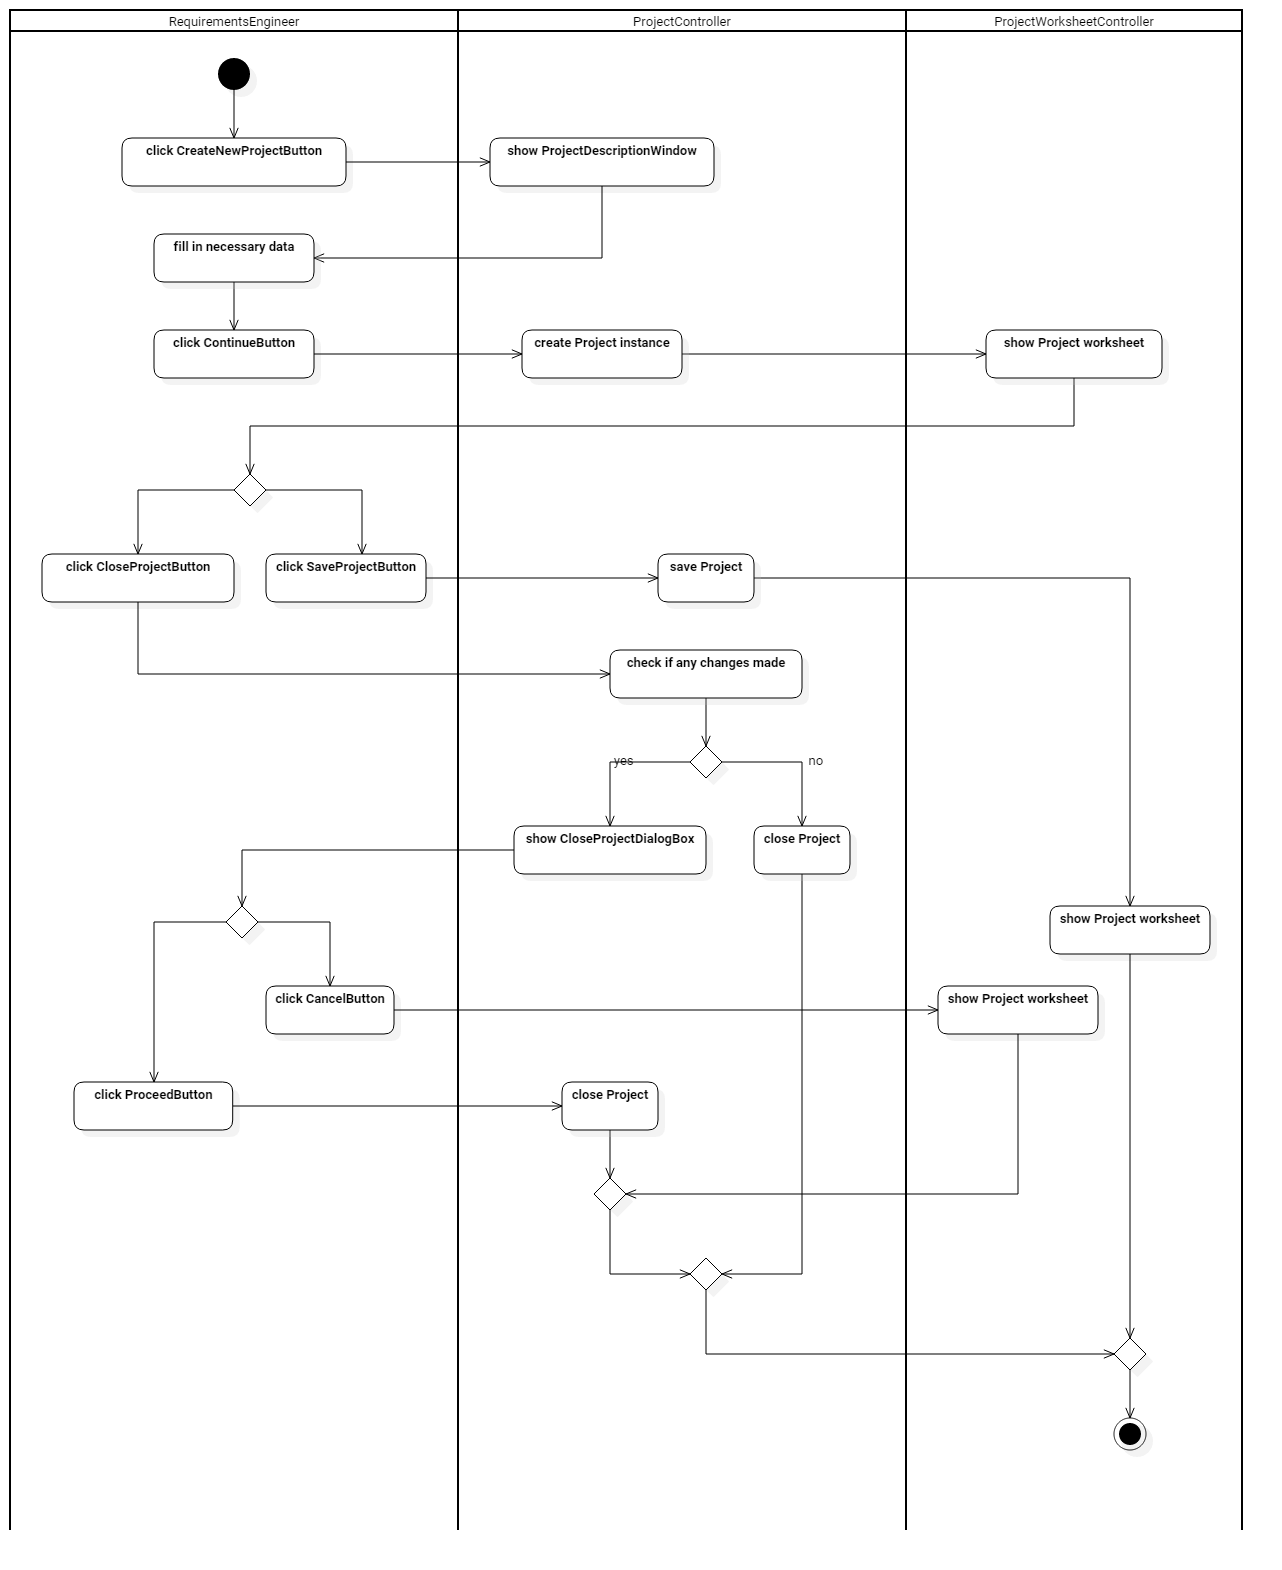 RequirementsEngineer
ProjectController
ProjectWorksheetController
click CreateNewProjectButton
show ProjectDescriptionWindow
fill in necessary data
click ContinueButton
create Project instance
show Project worksheet
click CloseProjectButton
click SaveProjectButton
save Project
check if any changes made
yes
no
show CloseProjectDialogBox
close Project
show Project worksheet
click CancelButton
show Project worksheet
click ProceedButton
close Project